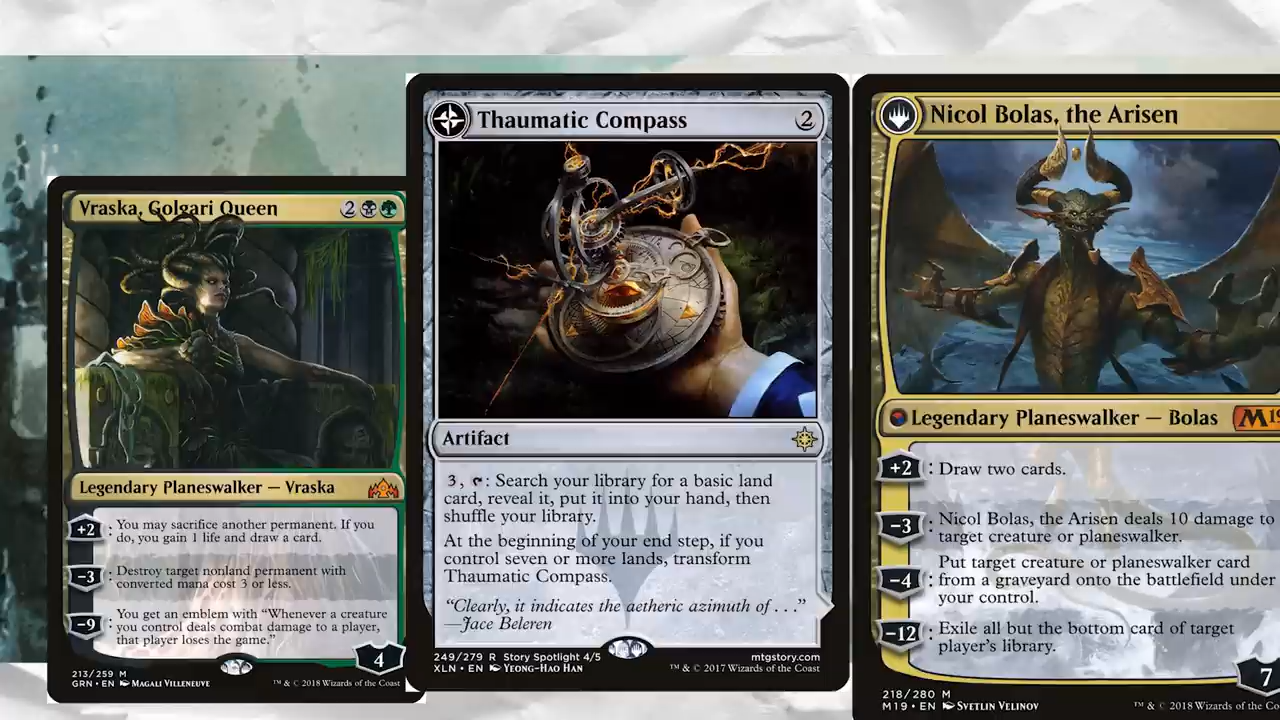 Vraska, Golgari Queen 2
Legendary Planeswalker — Vraska
+2 : You may sacrifice another permanent. If you
do, you gain 1 life and draw a card.
−3 : Destroy target nonland permanent with
converted mana cost 3 or less.
−9 : You get an emblem with “Whenever a creature
you control deals combat damage to a player,
that player loses the game.”
4
213/259 M
GRN • EN MAGALI VILLENEUVE ™ & © 2018 Wizards of the Coast
Thaumatic Compass 2
Artifact
3, : Search your library for a basic land
card, reveal it, put it into your hand, then
shuffle your library.
At the beginning of your end step, if you
control seven or more lands, transform
Thaumatic Compass.
“Clearly, it indicates the aetheric azimuth of . . .”
—Jace Beleren
249/279 R Story Spotlight 4/5 mtgstory.com
XLN • EN YEONG-HAO HAN ™ & © 2017 Wizards of the Coast
Nicol Bolas, the Arisen
Legendary Planeswalker — Bolas M19
+2 : Draw two cards.
−3 : Nicol Bolas, the Arisen deals 10 damage to
target creature or planeswalker.
−4 : Put target creature or planeswalker card
from a graveyard onto the battlefield under
your control.
−12 : Exile all but the bottom card of target
player's library.
7
218/280 M
M19 • EN SVETLIN VELINOV ™ & © 2018 Wizards of the Co